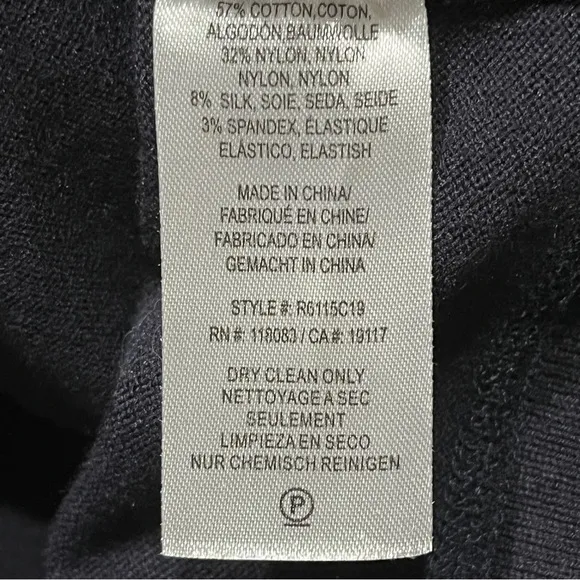 57% COTTON,COTON,
ALGODÓN,BAUMWOLLE
32% NYLON, NYLON
NYLON, NYLON
8% SILK, SOIE, SEDA, SEIDE
3% SPANDEX, ÉLASTIQUE
ELÁSTICO, ELASTISH
MADE IN CHINA/
FABRIQUÉ EN CHINE/
FABRICADO EN CHINA/
GEMACHT IN CHINA
STYLE #: R6115C19
RN #: 118083 / CA #: 19117
DRY CLEAN ONLY
NETTOYAGE A SEC
SEULEMENT
LIMPIEZA EN SECO
NUR CHEMISCH REINIGEN
P